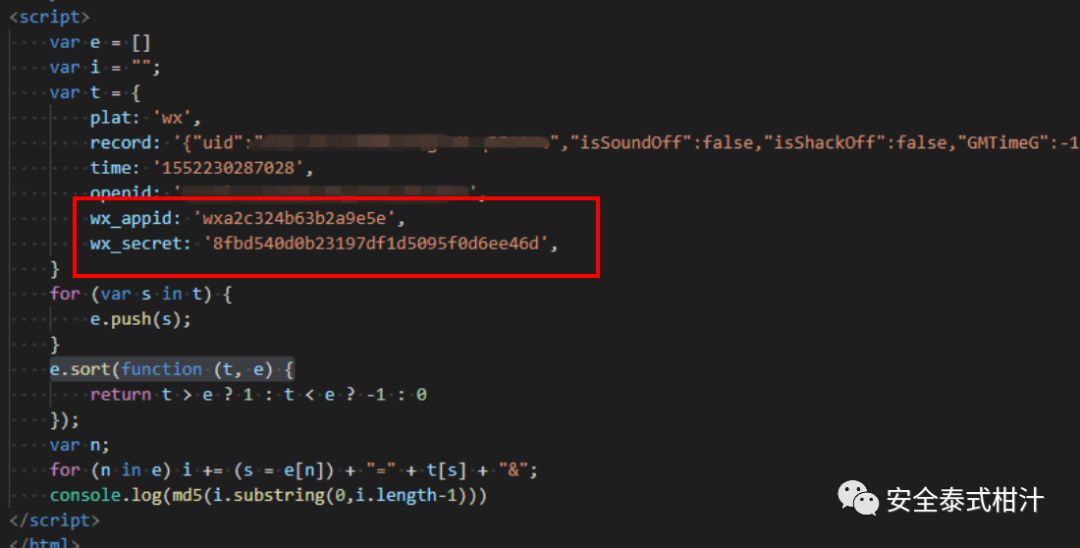 <script>
var e = []
var i = "";
var t = {
plat: 'wx',
record: '{"uid":" ","isSoundOff":false,"isShackOff":false,"GMTimeG":-1
time: '1552230287028',
openid: ' ',
wx_appid: 'wxa2c324b63b2a9e5e',
wx_secret: '8fbd540d0b23197df1d5095f0d6ee46d',
}
for (var s in t) {
e.push(s);
}
e.sort(function (t, e) {
return t > e ? 1 : t < e ? -1 : 0
});
var n;
for (n in e) i += (s = e[n]) + "=" + t[s] + "&";
console.log(md5(i.substring(0,i.length-1)))
</script>
</html>
安全泰式柑汁